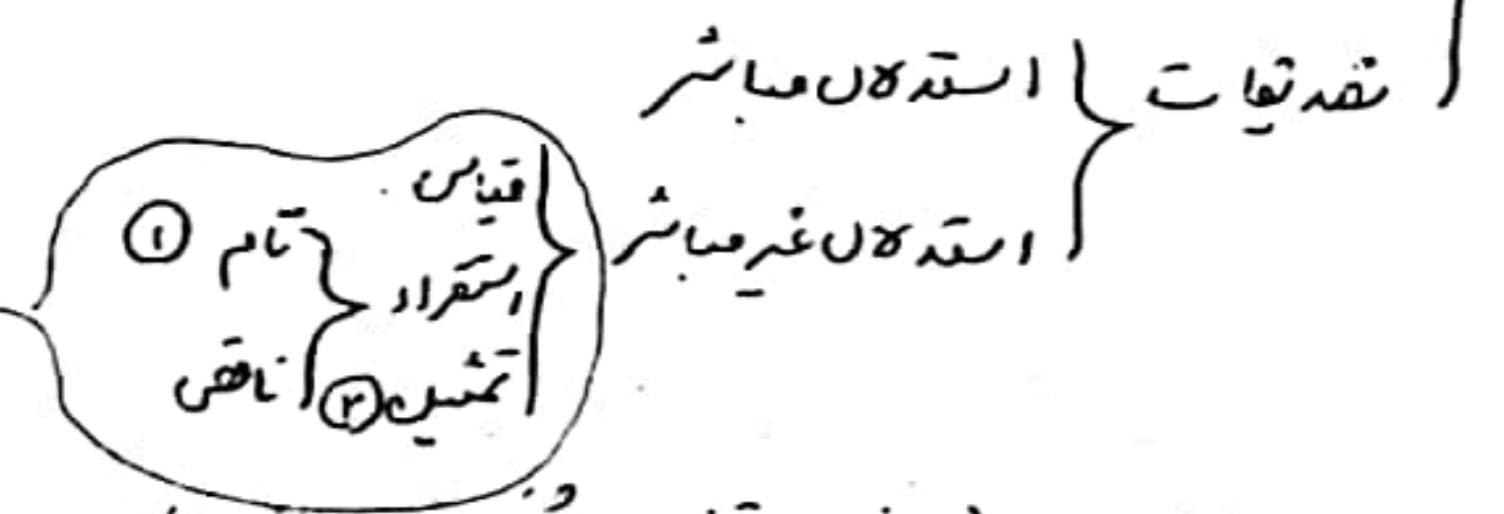 تصدیقات
استدلال مباشر
استدلال غیرمباشر
قیاس
استقراء
تام ①
ناقص
تمثیل ②